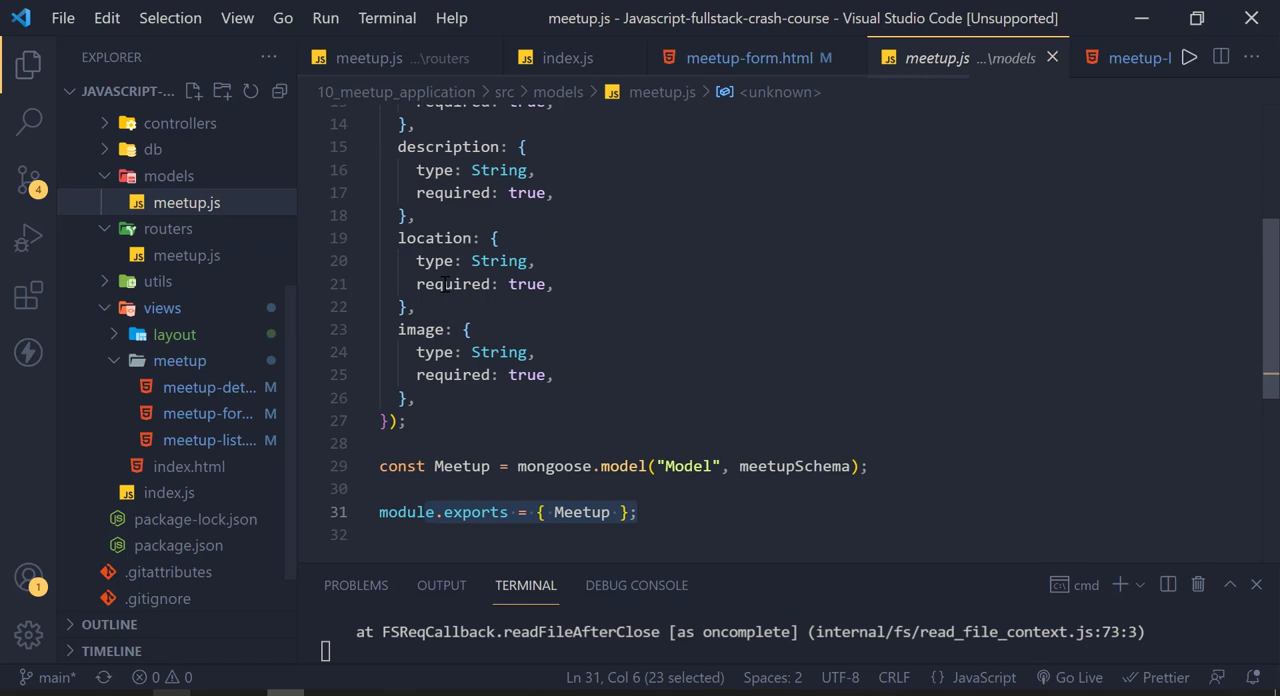 File Edit Selection View Go Run Terminal Help meetup.js - Javascript-fullstack-crash-course - Visual Studio Code [Unsupported]
EXPLORER
meetup.js ...\routers
index.js
meetup-form.html M
meetup.js ...\models
meetup-l
JAVASCRIPT-...
10_meetup_application > src > models > meetup.js > <unknown>
controllers
db
models
meetup.js
routers
meetup.js
utils
views
layout
meetup
meetup-det... M
meetup-for... M
meetup-list.... M
index.html
index.js
package-lock.json
package.json
.gitattributes
.gitignore
OUTLINE
TIMELINE
4
1
13 required: true,
14 },
15 description: {
16 type: String,
17 required: true,
18 },
19 location: {
20 type: String,
21 required: true,
22 },
23 image: {
24 type: String,
25 required: true,
26 },
27 });
28
29 const Meetup = mongoose.model("Model", meetupSchema);
30
31 module.exports = { Meetup };
32
PROBLEMS OUTPUT TERMINAL DEBUG CONSOLE cmd
at FSReqCallback.readFileAfterClose [as oncomplete] (internal/fs/read_file_context.js:73:3)
main* 0 0 Ln 31, Col 6 (23 selected) Spaces: 2 UTF-8 CRLF {} JavaScript Go Live Prettier